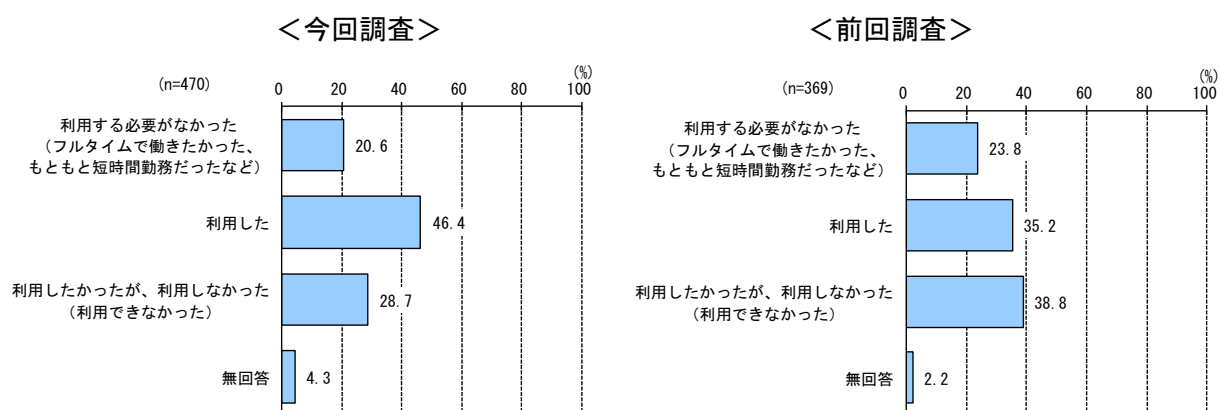 ＜今回調査＞
(n=470)
(%)
0 20 40 60 80 100
利用する必要がなかった
（フルタイムで働きたかった、
もともと短時間勤務だったなど）
20.6
利用した
46.4
利用したかったが、利用しなかった
（利用できなかった）
28.7
無回答
4.3
＜前回調査＞
(n=369)
(%)
0 20 40 60 80 100
利用する必要がなかった
（フルタイムで働きたかった、
もともと短時間勤務だったなど）
23.8
利用した
35.2
利用したかったが、利用しなかった
（利用できなかった）
38.8
無回答
2.2